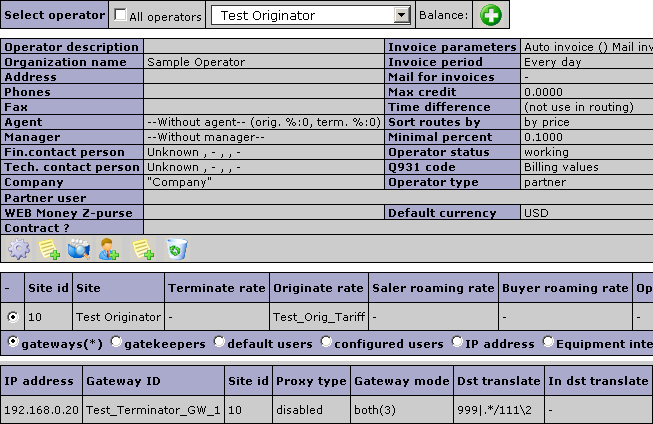 Select operator All operators Test Originator Balance:
Operator description Invoice parameters Auto invoice () Mail inv
Organization name Sample Operator Invoice period Every day
Address Mail for invoices -
Phones Max credit 0.0000
Fax Time difference (not use in routing)
Agent --Without agent-- (orig. %:0, term. %:0) Sort routes by by price
Manager --Without manager-- Minimal percent 0.1000
Fin.contact person Unknown , - , , - Operator status working
Tech. contact person Unknown , - , , - Q931 code Billing values
Company "Company" Operator type partner
Partner user
WEB Money Z-purse Default currency USD
Contract ?
- Site id Site Terminate rate Originate rate Saler roaming rate Buyer roaming rate Op
10 Test Originator - Test_Orig_Tariff - -
gateways(*) gatekeepers default users configured users IP address Equipment inte
IP address Gateway ID Site id Proxy type Gateway mode Dst translate In dst translate
192.168.0.20 Test_Terminator_GW_1 10 disabled both(3) 999|.*/111\2 -